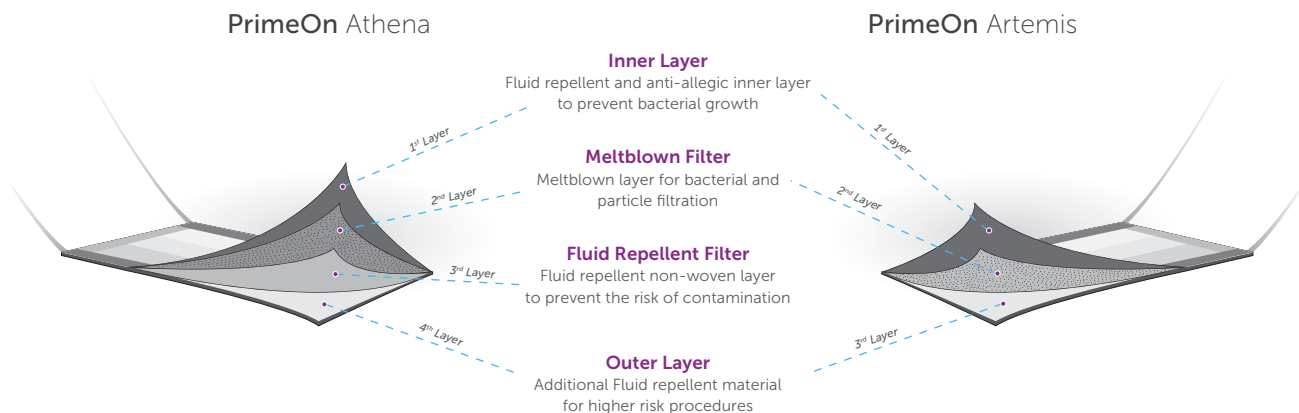 PrimeOn Athena
PrimeOn Artemis
Inner Layer
Fluid repellent and anti-allegic inner layer
to prevent bacterial growth
1st Layer
1st Layer
Meltblown Filter
Meltblown layer for bacterial and
particle filtration
2nd Layer
2nd Layer
Fluid Repellent Filter
Fluid repellent non-woven layer
to prevent the risk of contamination
3rd Layer
Outer Layer
Additional Fluid repellent material
for higher risk procedures
4th Layer
3rd Layer